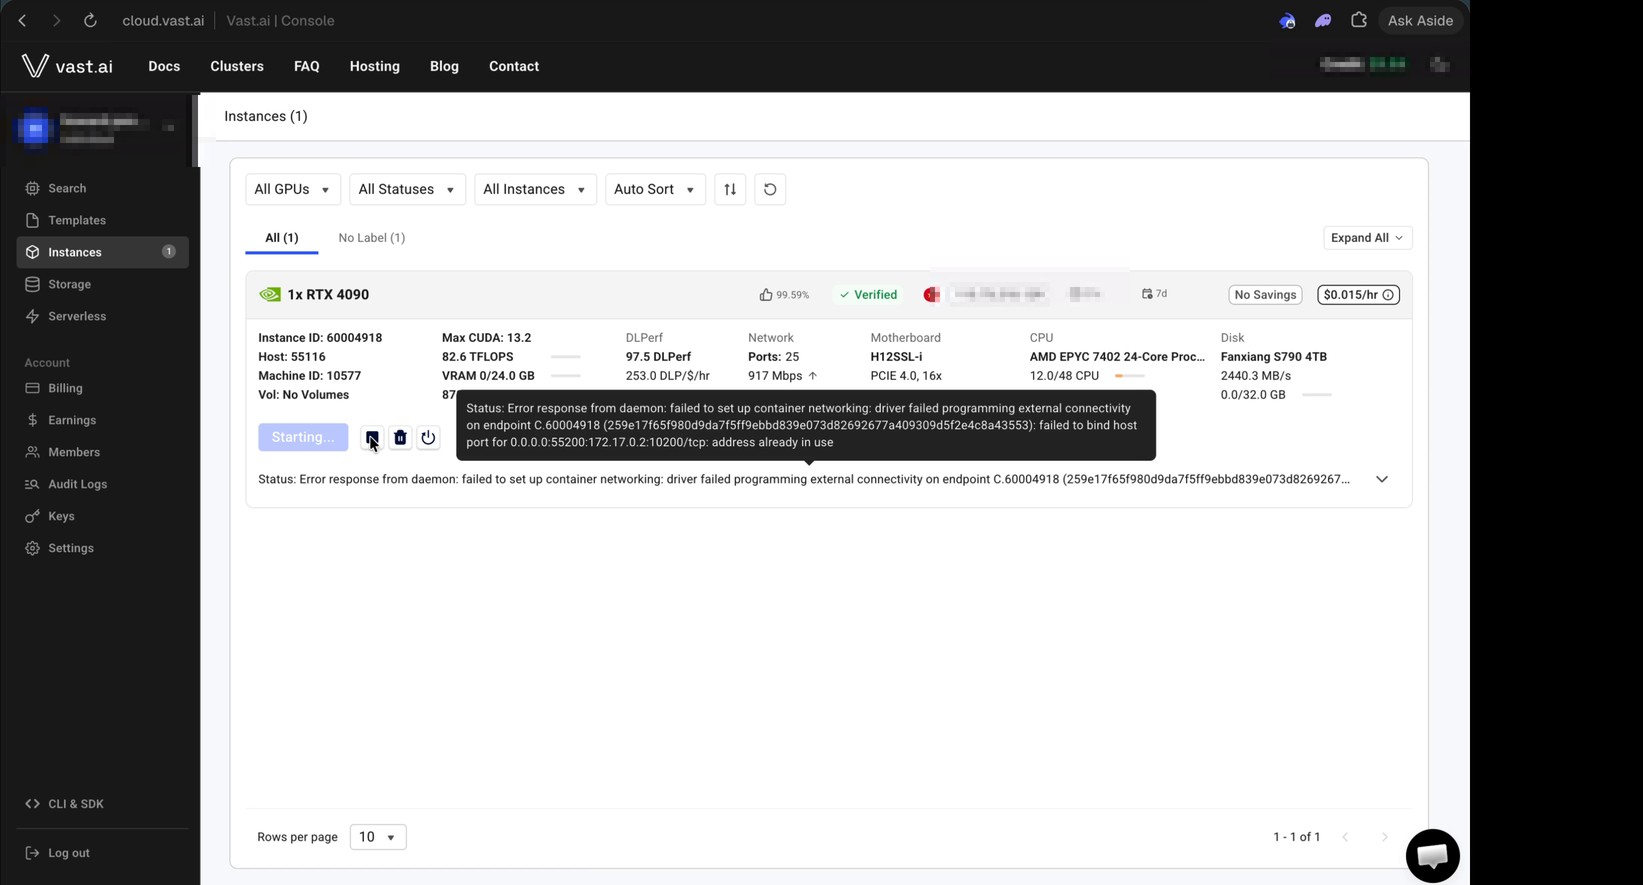 cloud.vast.ai Vast.ai | Console
Ask Aside
vast.ai Docs Clusters FAQ Hosting Blog Contact
Instances (1)
Search
Templates
Instances 1
Storage
Serverless
Account
Billing
Earnings
Members
Audit Logs
Keys
Settings
CLI & SDK
Log out
All GPUs All Statuses All Instances Auto Sort
All (1) No Label (1) Expand All
1x RTX 4090 99.59% Verified 7d No Savings $0.015/hr
Instance ID: 60004918 Max CUDA: 13.2 DLPerf Network Motherboard CPU Disk
Host: 55116 82.6 TFLOPS 97.5 DLPerf Ports: 25 H12SSL-i AMD EPYC 7402 24-Core Proc... Fanxiang S790 4TB
Machine ID: 10577 VRAM 0/24.0 GB 253.0 DLP/$/hr 917 Mbps ↑ PCIE 4.0, 16x 12.0/48 CPU 2440.3 MB/s
Vol: No Volumes 87 0.0/32.0 GB
Status: Error response from daemon: failed to set up container networking: driver failed programming external connectivity
on endpoint C.60004918 (259e17f65f980d9da7f5ff9ebbd839e073d82692677a409309d5f2e4c8a43553): failed to bind host
port for 0.0.0.0:55200:172.17.0.2:10200/tcp: address already in use
Starting...
Status: Error response from daemon: failed to set up container networking: driver failed programming external connectivity on endpoint C.60004918 (259e17f65f980d9da7f5ff9ebbd839e073d8269267...
Rows per page 10 1 - 1 of 1